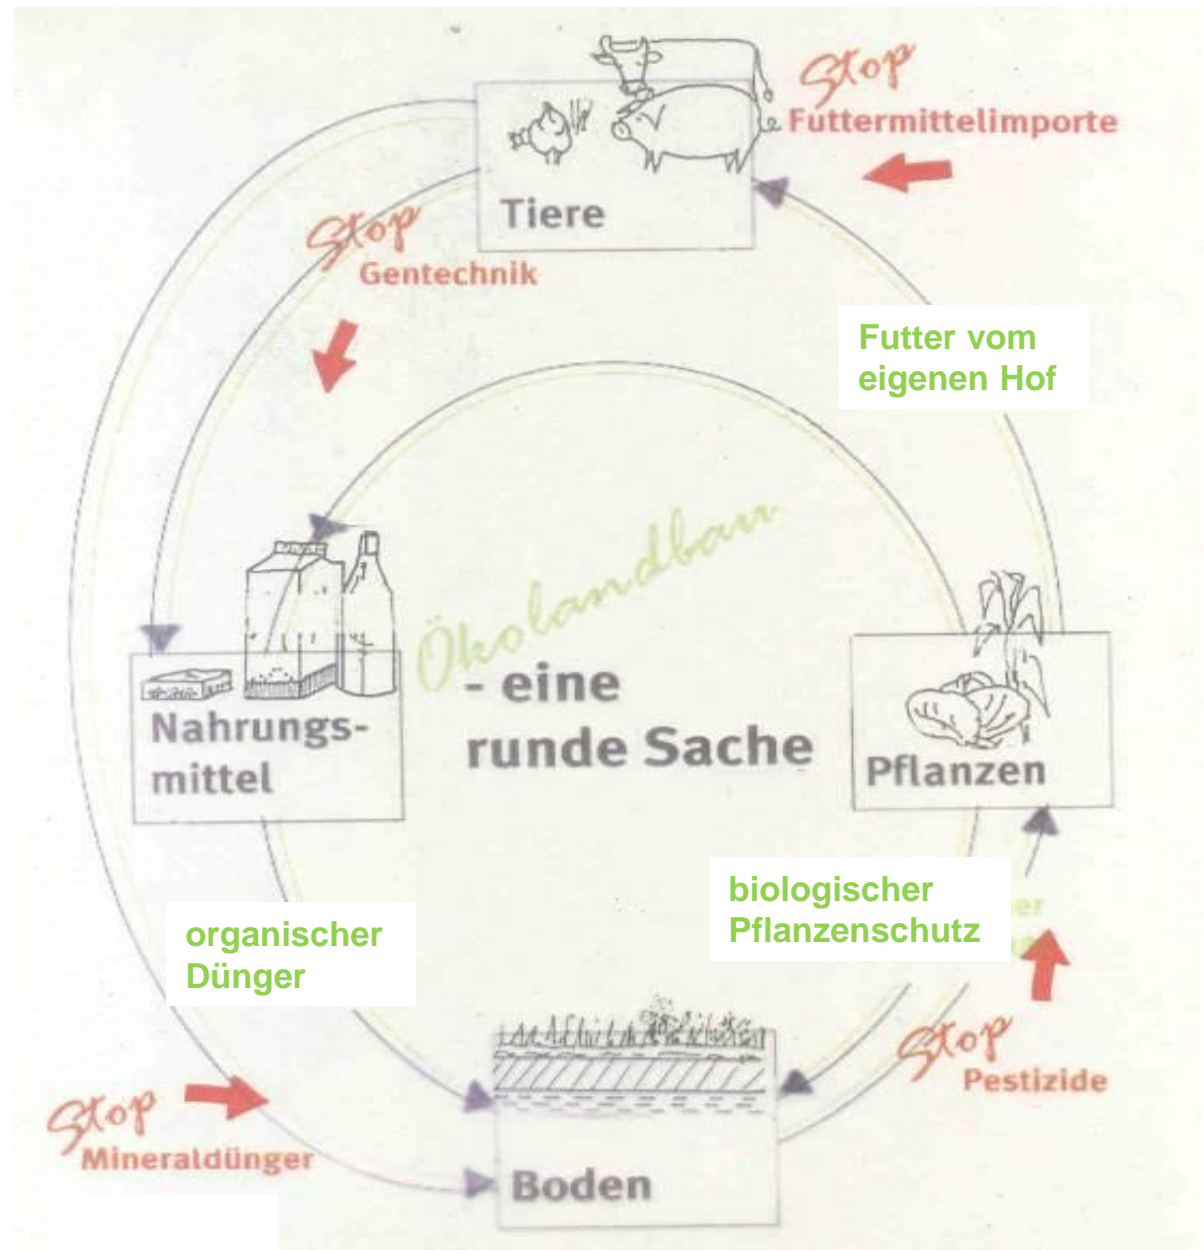 Stop
Futtermittelimporte
Tiere
Stop
Gentechnik
Futter vom
eigenen Hof
Ökolandbau
- eine
runde Sache
Nahrungs-
mittel
Pflanzen
biologischer
Pflanzenschutz
organischer
Dünger
Stop
Pestizide
Stop
Mineraldünger
Boden